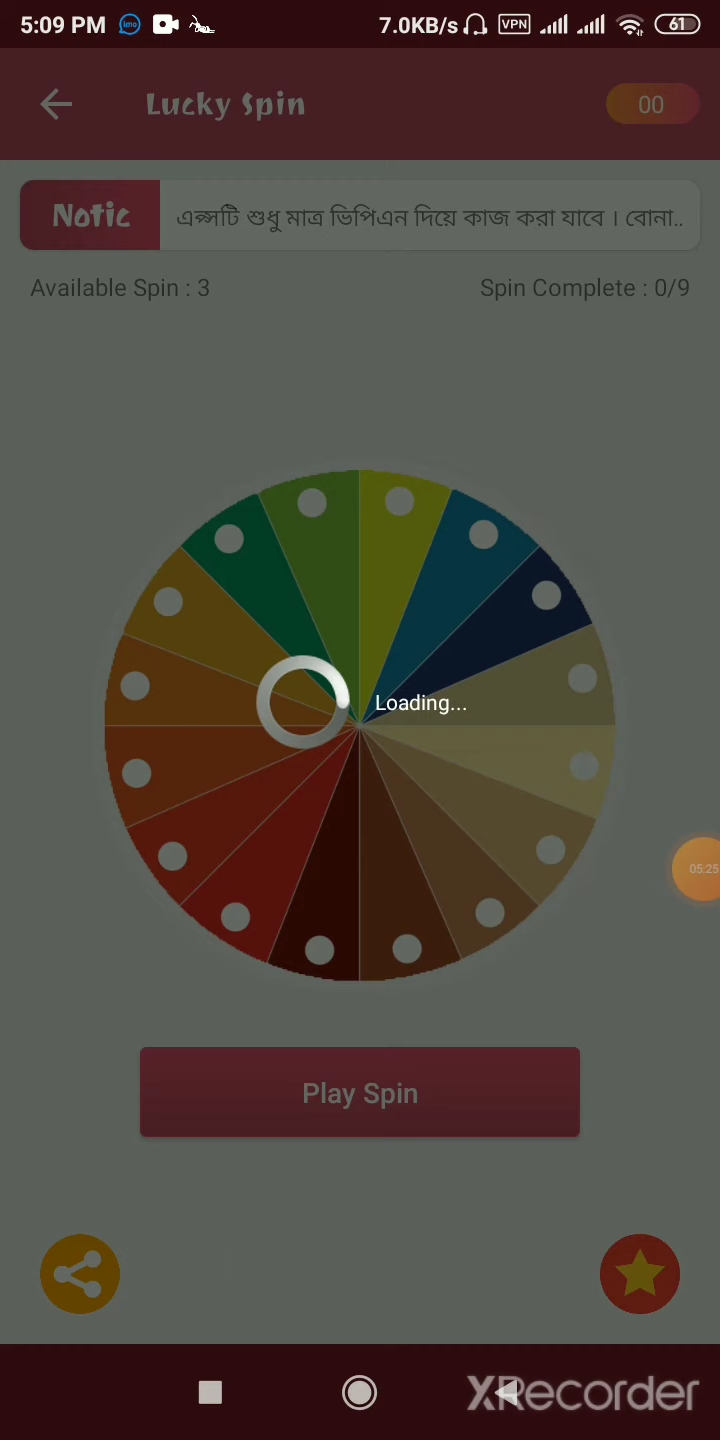 5:09 PM imo 7.0KB/s VPN 61
Lucky Spin 00
Notic এপ্সটি শুধু মাত্র ভিপিএন দিয়ে কাজ করা যাবে । বোনা..
Available Spin : 3 Spin Complete : 0/9
Loading...
05:25
Play Spin
XRecorder